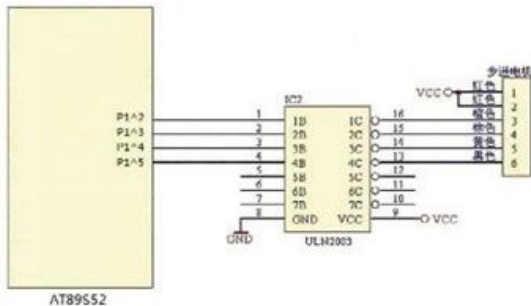 步进电机
红色 1
VCC 红色 2
橙色 3
棕色 4
黄色 5
黑色 6
IC2
P1^2 1 1B 1C 16
P1^3 2 2B 2C 15
P1^4 3 3B 3C 14
P1^5 4 4B 4C 13
5 5B 5C 12
6 6B 6C 11
7 7B 7C 10
8 GND VCC 9 VCC
GND
ULN2003
AT89S52